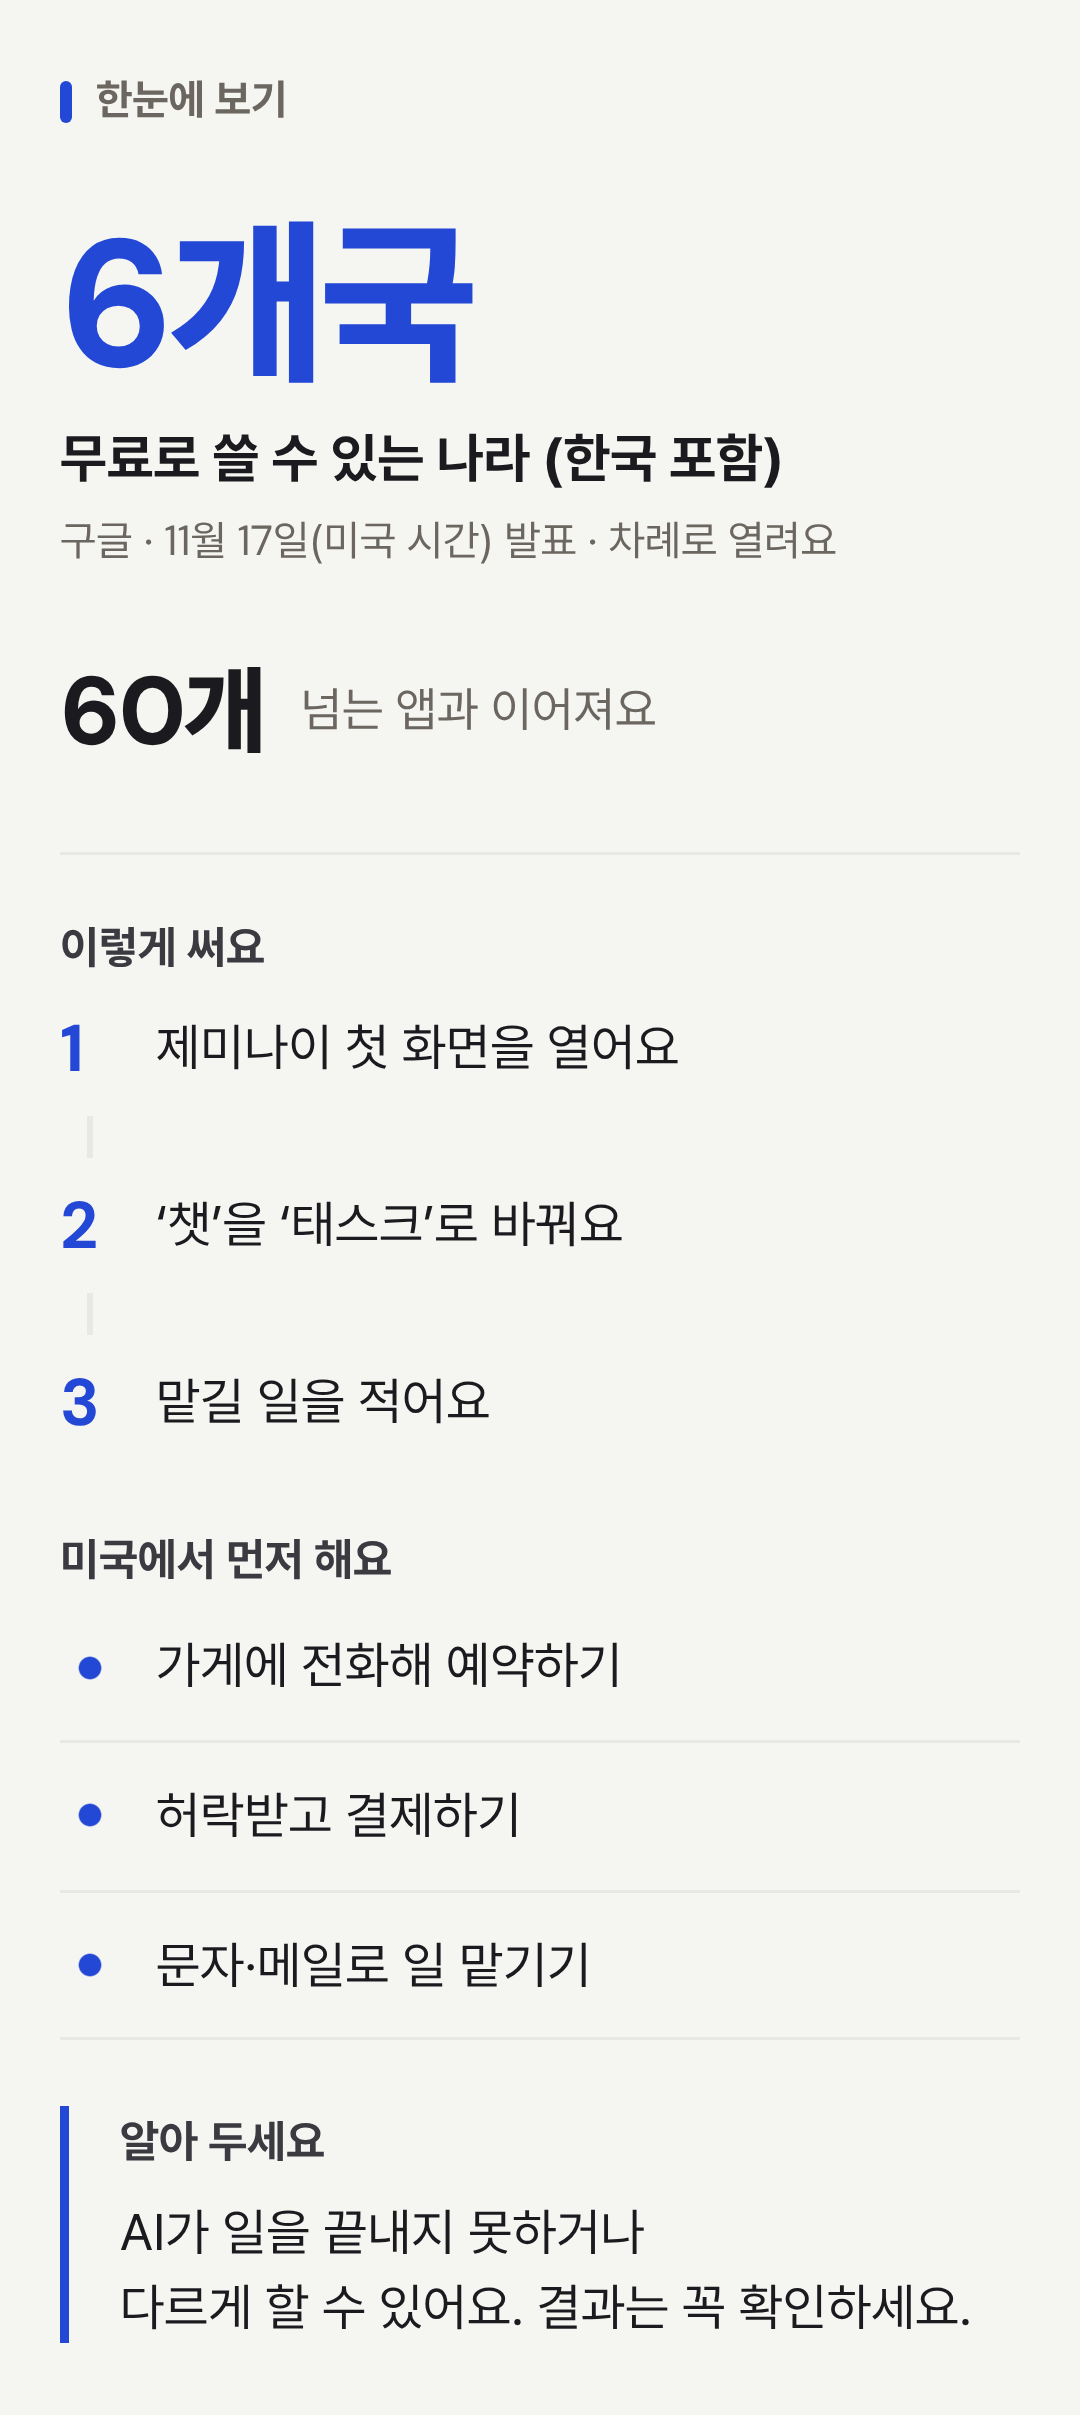 한눈에 보기
6개국
무료로 쓸 수 있는 나라 (한국 포함)
구글 · 11월 17일(미국 시간) 발표 · 차례로 열려요
60개 넘는 앱과 이어져요
이렇게 써요
1 제미나이 첫 화면을 열어요
2 ‘챗’을 ‘태스크’로 바꿔요
3 맡길 일을 적어요
미국에서 먼저 해요
가게에 전화해 예약하기
허락받고 결제하기
문자·메일로 일 맡기기
알아 두세요
AI가 일을 끝내지 못하거나
다르게 할 수 있어요. 결과는 꼭 확인하세요.